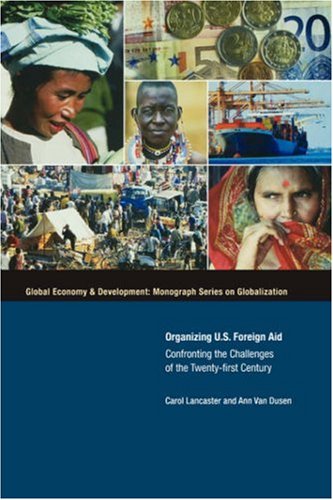 20
Global Economy & Development: Monograph Series on Globalization
Organizing U.S. Foreign Aid
Confronting the Challenges
of the Twenty-first Century
Carol Lancaster and Ann Van Dusen